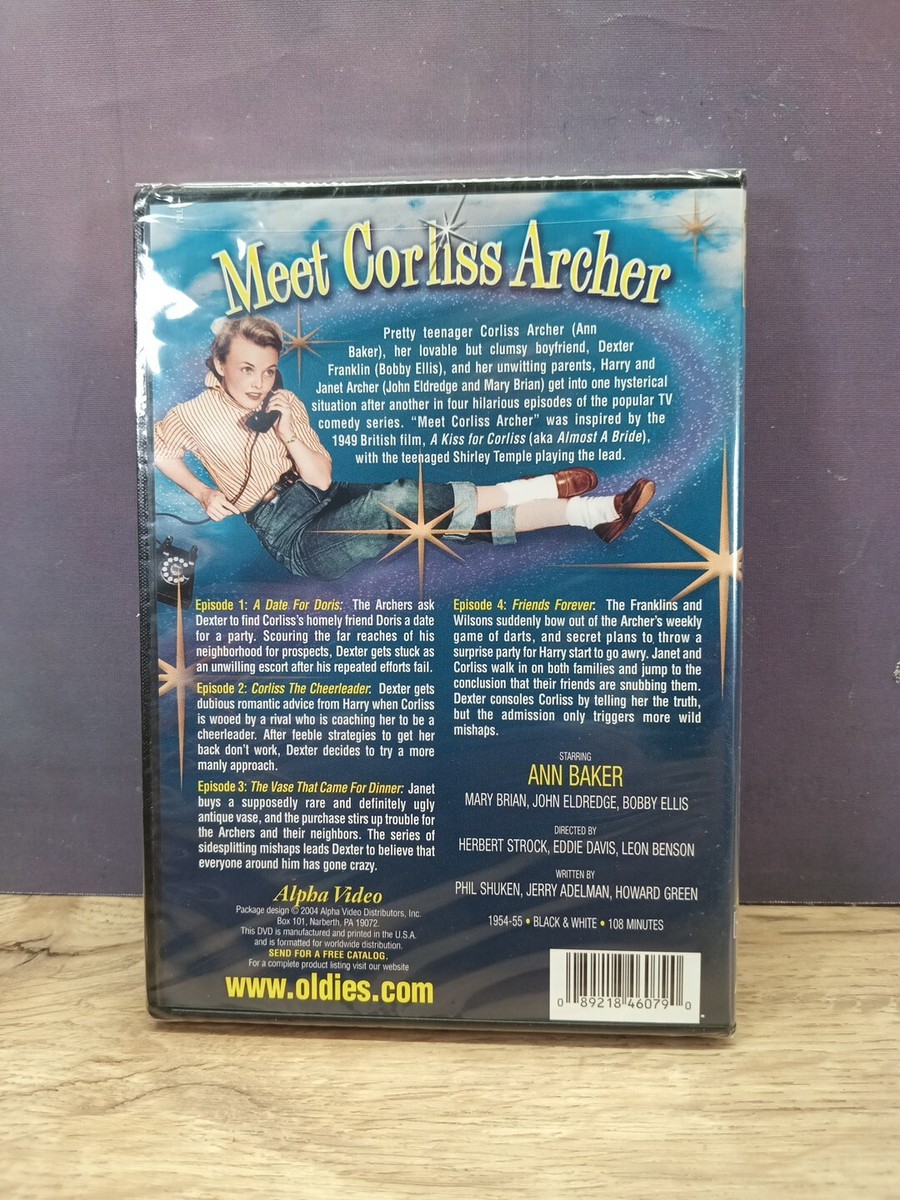 Meet Corliss Archer
Pretty teenager Corliss Archer (Ann
Baker), her lovable but clumsy boyfriend, Dexter
Franklin (Bobby Ellis), and her unwitting parents, Harry and
Janet Archer (John Eldredge and Mary Brian) get into one hysterical
situation after another in four hilarious episodes of the popular TV
comedy series. “Meet Corliss Archer” was inspired by the
1949 British film, A Kiss for Corliss (aka Almost A Bride),
with the teenaged Shirley Temple playing the lead.
Episode 1: A Date For Doris: The Archers ask
Dexter to find Corliss's homely friend Doris a date
for a party. Scouring the far reaches of his
neighborhood for prospects, Dexter gets stuck as
an unwilling escort after his repeated efforts fail.
Episode 2: Corliss The Cheerleader: Dexter gets
dubious romantic advice from Harry when Corliss
is wooed by a rival who is coaching her to be a
cheerleader. After feeble strategies to get her
back don't work, Dexter decides to try a more
manly approach.
Episode 3: The Vase That Came For Dinner: Janet
buys a supposedly rare and definitely ugly
antique vase, and the purchase stirs up trouble for
the Archers and their neighbors. The series of
sidesplitting mishaps leads Dexter to believe that
everyone around him has gone crazy.
Episode 4: Friends Forever: The Franklins and
Wilsons suddenly bow out of the Archer's weekly
game of darts, and secret plans to throw a
surprise party for Harry start to go awry. Janet and
Corliss walk in on both families and jump to the
conclusion that their friends are snubbing them.
Dexter consoles Corliss by telling her the truth,
but the admission only triggers more wild
mishaps.
STARRING
ANN BAKER
MARY BRIAN, JOHN ELDREDGE, BOBBY ELLIS
DIRECTED BY
HERBERT STROCK, EDDIE DAVIS, LEON BENSON
WRITTEN BY
PHIL SHUKEN, JERRY ADELMAN, HOWARD GREEN
1954-55 • BLACK & WHITE • 108 MINUTES
Alpha Video
Package design © 2004 Alpha Video Distributors, Inc.
Box 101, Narberth, PA 19072.
This DVD is manufactured and printed in the U.S.A.
and is formatted for worldwide distribution.
SEND FOR A FREE CATALOG.
For a complete product listing visit our website
www.oldies.com
0 89218 46079 0